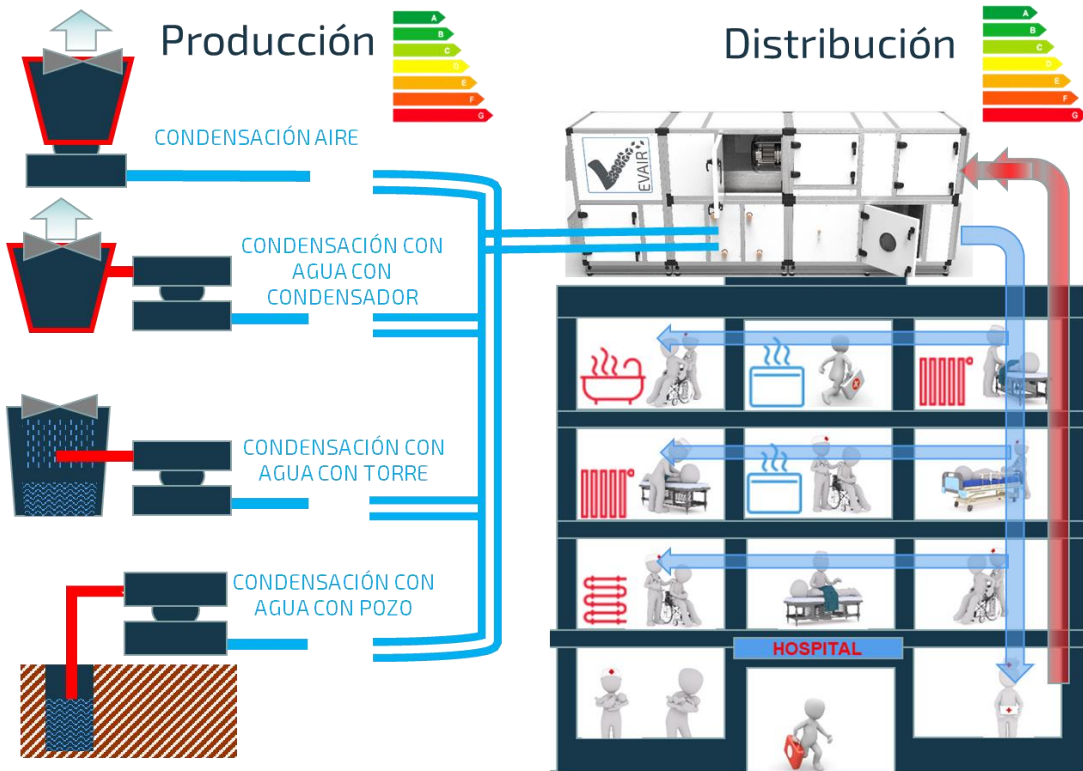 Producción
A
B
C
D
E
F
G
Distribución
A
B
C
D
E
F
G
CONDENSACIÓN AIRE
EVAIR
CONDENSACIÓN CON
AGUA CON
CONDENSADOR
CONDENSACIÓN CON
AGUA CON TORRE
CONDENSACIÓN CON
AGUA CON POZO
HOSPITAL